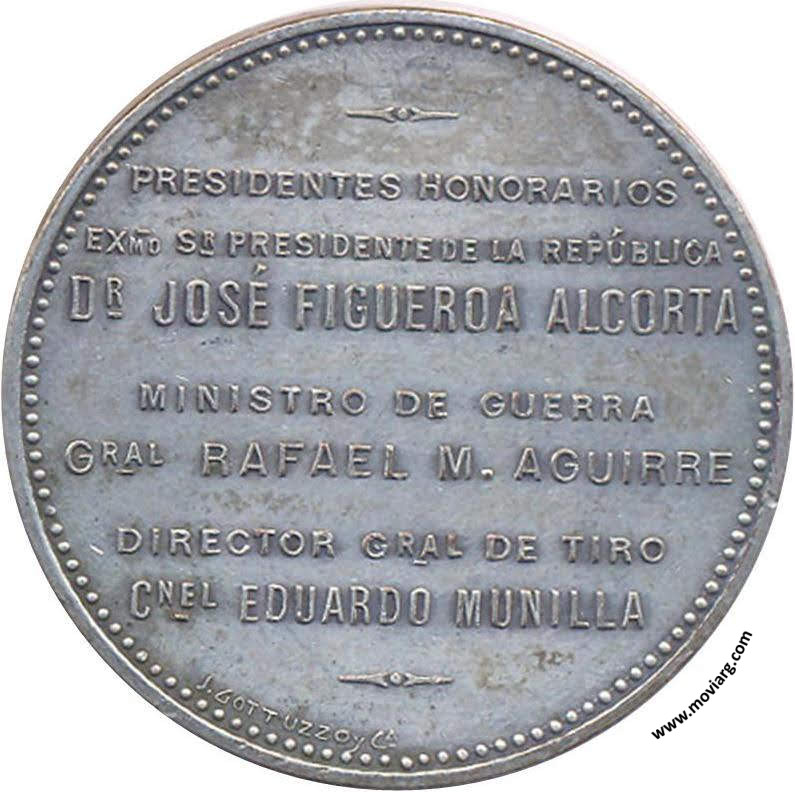 PRESIDENTES HONORARIOS
EXMO SR PRESIDENTE DE LA REPÚBLICA
DR JOSÉ FIGUEROA ALCORTA
MINISTRO DE GUERRA
GRAL RAFAEL M. AGUIRRE
DIRECTOR GRAL DE TIRO
CNEL EDUARDO MUNILLA
J. GOTTUZZO y CA
www.moviarg.com